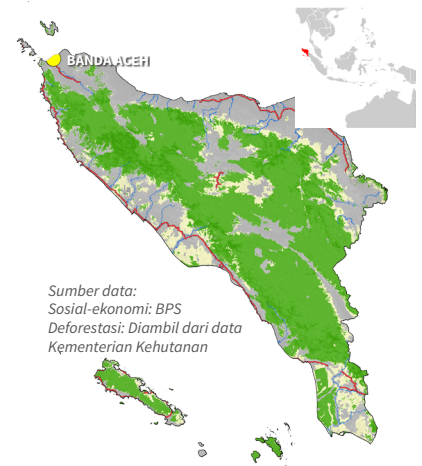 BANDA ACEH
Sumber data:
Sosial-ekonomi: BPS
Deforestasi: Diambil dari data
Kementerian Kehutanan